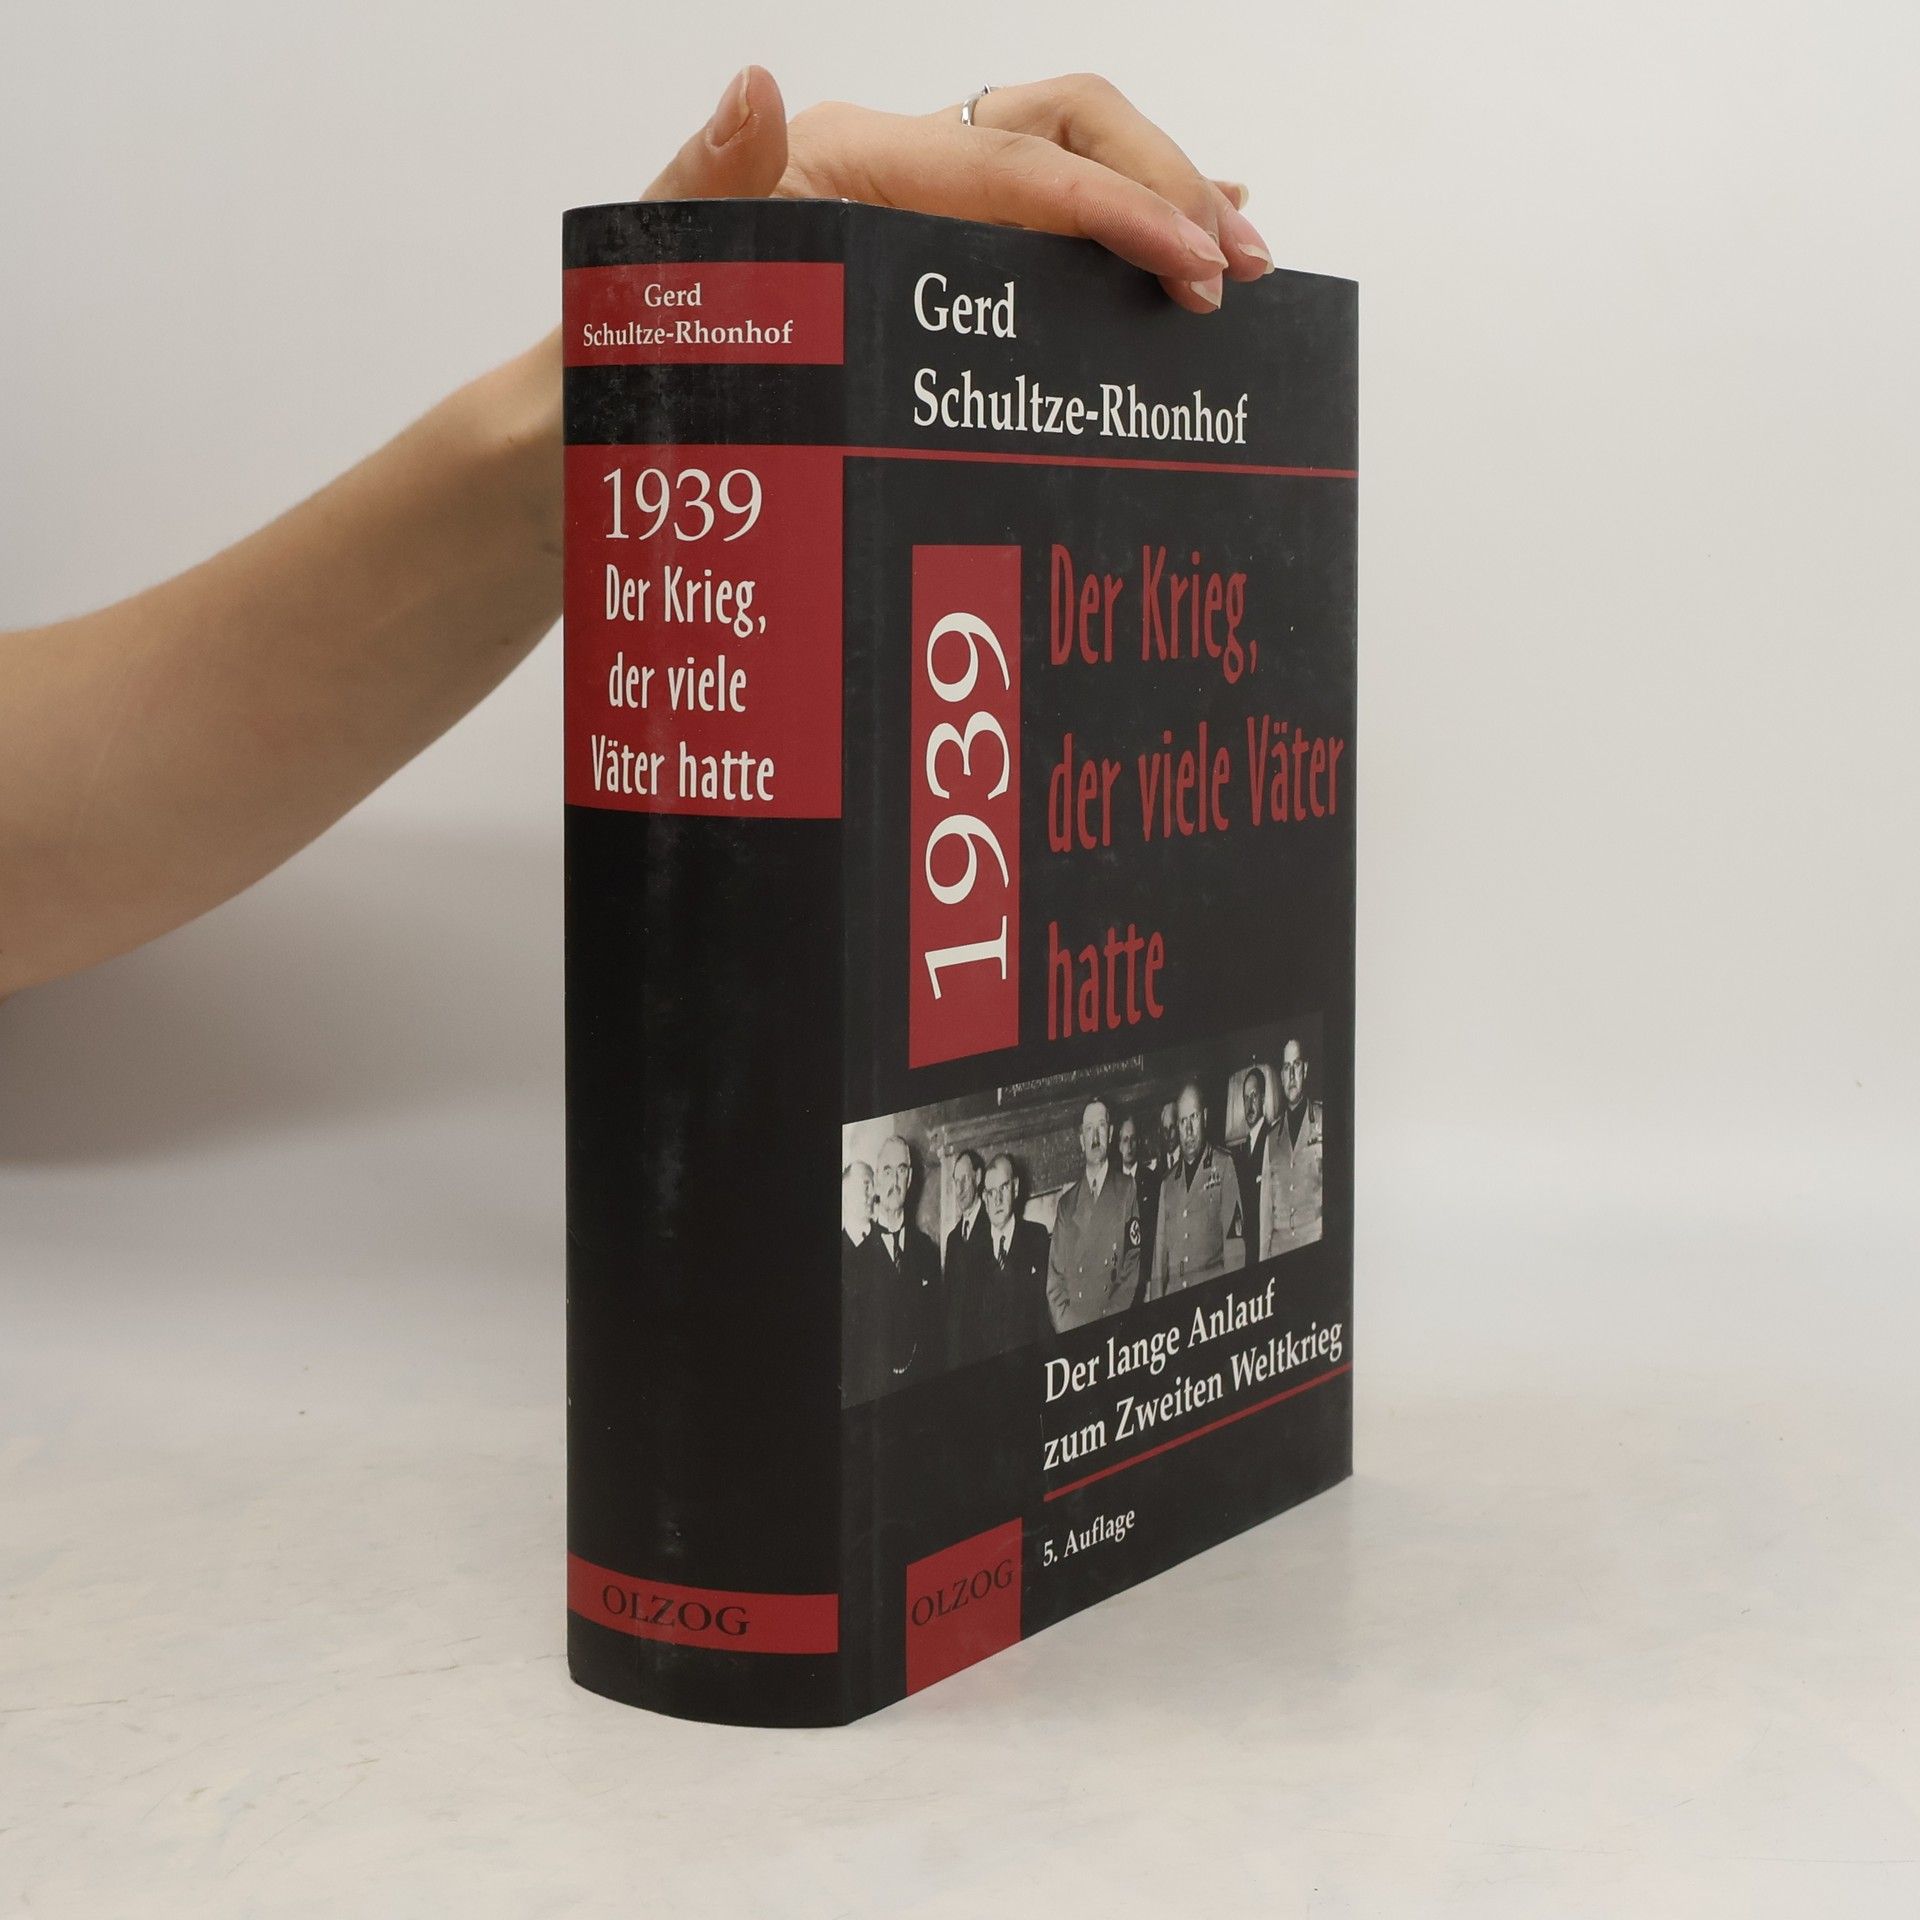 Gerd
Schultze-Rhonhof
1939
Der Krieg,
der viele
Väter hatte
OLZOG
Gerd
Schultze-Rhonhof
1939
Der Krieg,
der viele Väter
hatte
Der lange Anlauf
zum Zweiten Weltkrieg
5. Auflage
OLZOG